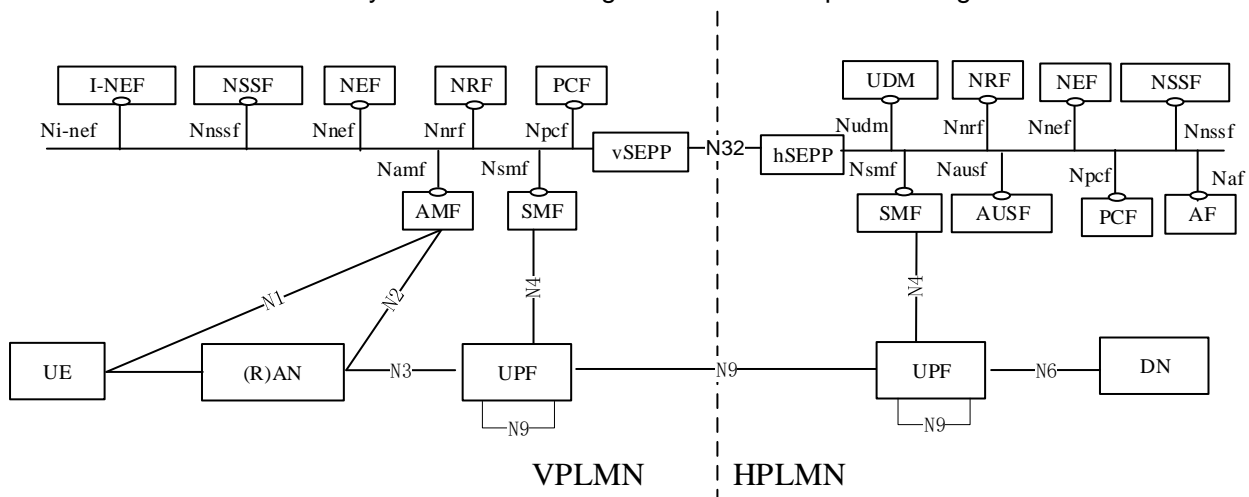 I-NEF NSSF NEF NRF PCF UDM NRF NEF NSSF
Ni-nef Nnssf Nnef Nnrf Npcf Nudm Nnrf Nnef Nnssf
vSEPP N32 hSEPP
Namf Nsmf Nsmf Nausf Npcf Naf
AMF SMF SMF AUSF PCF AF
N1 N2 N4 N4
UE (R)AN N3 UPF N9 UPF N6 DN
N9 N9
VPLMN HPLMN